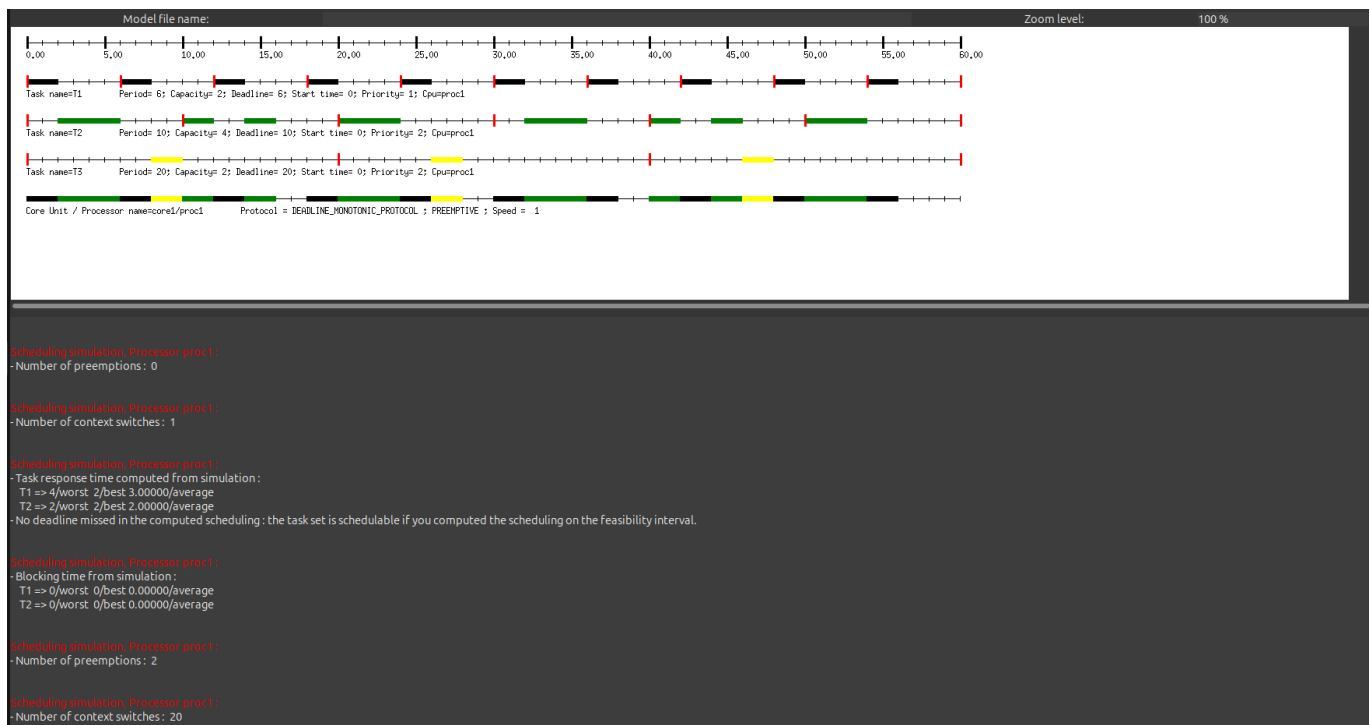 Model file name: Zoom level: 100 %
0,00 5,00 10,00 15,00 20,00 25,00 30,00 35,00 40,00 45,00 50,00 55,00 60,00
Task name=T1 Period= 6; Capacity= 2; Deadline= 6; Start time= 0; Priority= 1; Cpu=proc1
Task name=T2 Period= 10; Capacity= 4; Deadline= 10; Start time= 0; Priority= 2; Cpu=proc1
Task name=T3 Period= 20; Capacity= 2; Deadline= 20; Start time= 0; Priority= 2; Cpu=proc1
Core Unit / Processor name=core1/proc1 Protocol = DEADLINE_MONOTONIC_PROTOCOL ; PREEMPTIVE ; Speed = 1
Scheduling simulation, Processor proc1 :
- Number of preemptions : 0
Scheduling simulation, Processor proc1 :
- Number of context switches : 1
Scheduling simulation, Processor proc1 :
- Task response time computed from simulation :
T1 => 4/worst 2/best 3.00000/average
T2 => 2/worst 2/best 2.00000/average
- No deadline missed in the computed scheduling : the task set is schedulable if you computed the scheduling on the feasibility interval.
Scheduling simulation, Processor proc1 :
- Blocking time from simulation :
T1 => 0/worst 0/best 0.00000/average
T2 => 0/worst 0/best 0.00000/average
Scheduling simulation, Processor proc1 :
- Number of preemptions : 2
Scheduling simulation, Processor proc1 :
- Number of context switches : 20